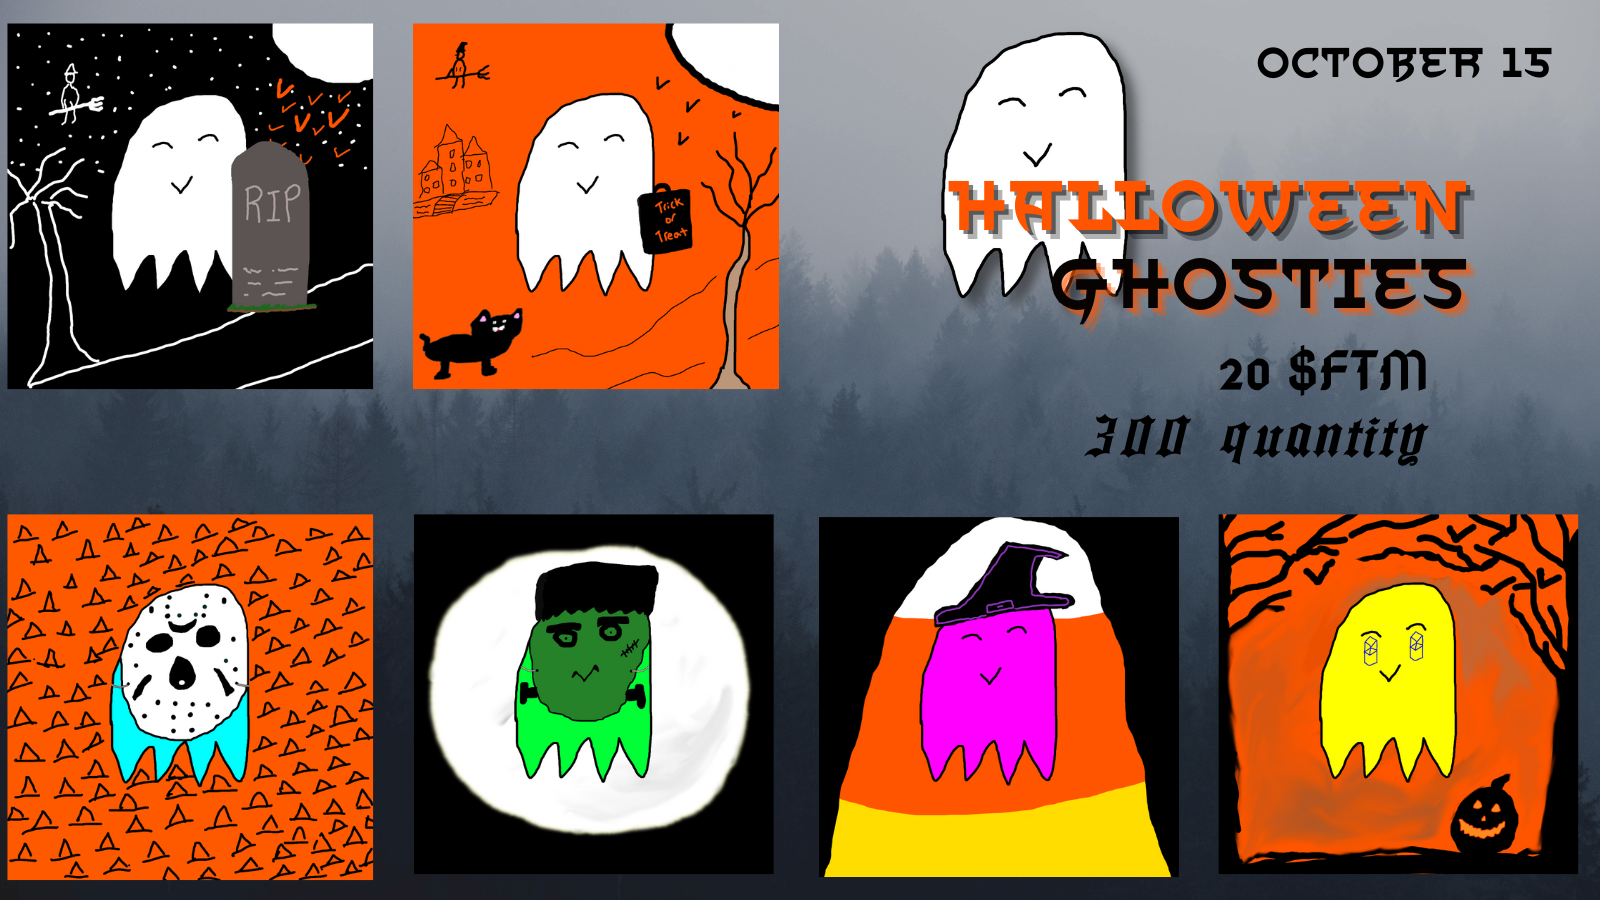 RIP
Trick
or
Treat
OCTOBER 15
HALLOWEEN
GHOSTIES
20 $FTM
300 quantity